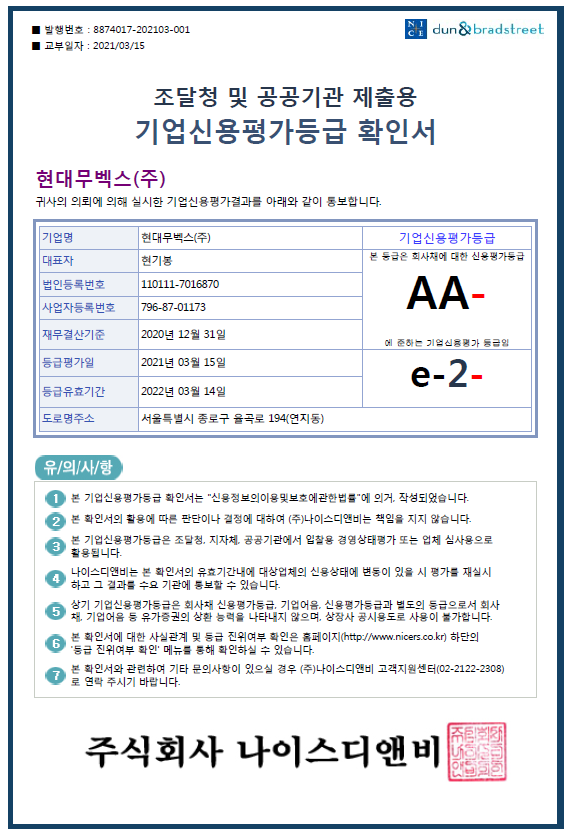 ■ 발행번호 : 8874017-202103-001
■ 교부일자 : 2021/03/15
NICE dun&bradstreet
조달청 및 공공기관 제출용
기업신용평가등급 확인서
현대무벡스(주)
귀사의 의뢰에 의해 실시한 기업신용평가결과를 아래와 같이 통보합니다.
기업명 현대무벡스(주) 기업신용평가등급
대표자 현기봉 본 등급은 회사채에 대한 신용평가등급
법인등록번호 110111-7016870 AA-
사업자등록번호 796-87-01173
재무결산기준 2020년 12월 31일 에 준하는 기업신용평가 등급임
등급평가일 2021년 03월 15일 e-2-
등급유효기간 2022년 03월 14일
도로명주소 서울특별시 종로구 율곡로 194(연지동)
유/의/사/항
1 본 기업신용평가등급 확인서는 "신용정보의이용및보호에관한법률"에 의거, 작성되었습니다.
2 본 확인서의 활용에 따른 판단이나 결정에 대하여 (주)나이스디앤비는 책임을 지지 않습니다.
3 본 기업신용평가등급은 조달청, 지자체, 공공기관에서 입찰용 경영상태평가 또는 업체 심사용으로
활용됩니다.
4 나이스디앤비는 본 확인서의 유효기간내에 대상업체의 신용상태에 변동이 있을 시 평가를 재실시
하고 그 결과를 수요 기관에 통보할 수 있습니다.
5 상기 기업신용평가등급은 회사채 신용평가등급, 기업어음, 신용평가등급과 별도의 등급으로서 회사
채, 기업어음 등 유가증권의 상환 능력을 나타내지 않으며, 상장사 공시용도로 사용이 불가합니다.
6 본 확인서에 대한 사실관계 및 등급 진위여부 확인은 홈페이지(http://www.nicers.co.kr) 하단의
'등급 진위여부 확인' 메뉴를 통해 확인하실 수 있습니다.
7 본 확인서와 관련하여 기타 문의사항이 있으실 경우 (주)나이스디앤비 고객지원센터(02-2122-2308)
로 연락 주시기 바랍니다.
주식회사 나이스디앤비